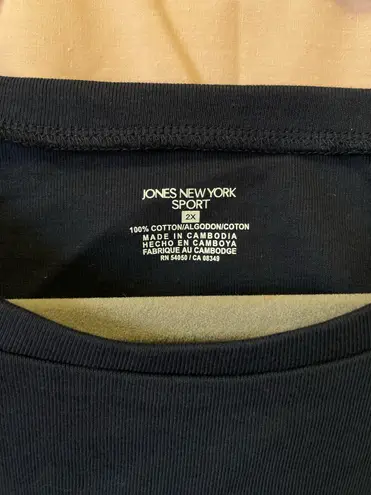 JONES NEW YORK
SPORT
2X
100% COTTON/ALGODON/COTON
MADE IN CAMBODIA
HECHO EN CAMBOYA
FABRIQUE AU CAMBODGE
RN 54050 / CA 08349